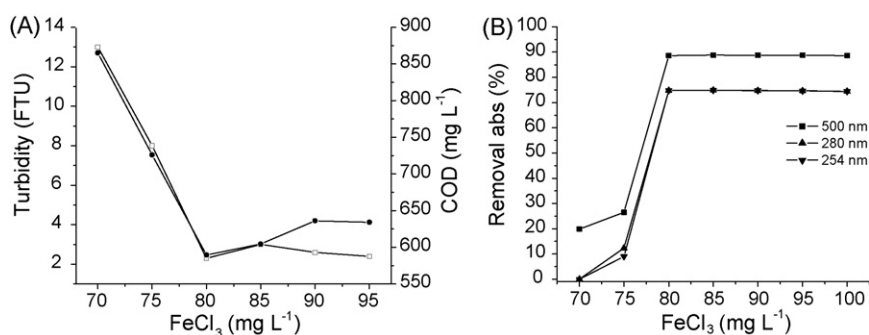 (A)
14
12
10
8
6
4
2
Turbidity (FTU)
900
850
800
750
700
650
600
550
COD (mg L⁻¹)
70 75 80 85 90 95
FeCl₃ (mg L⁻¹)
(B)
100
90
80
70
60
50
40
30
20
10
0
Removal abs (%)
500 nm
280 nm
254 nm
70 75 80 85 90 95 100
FeCl₃ (mg L⁻¹)